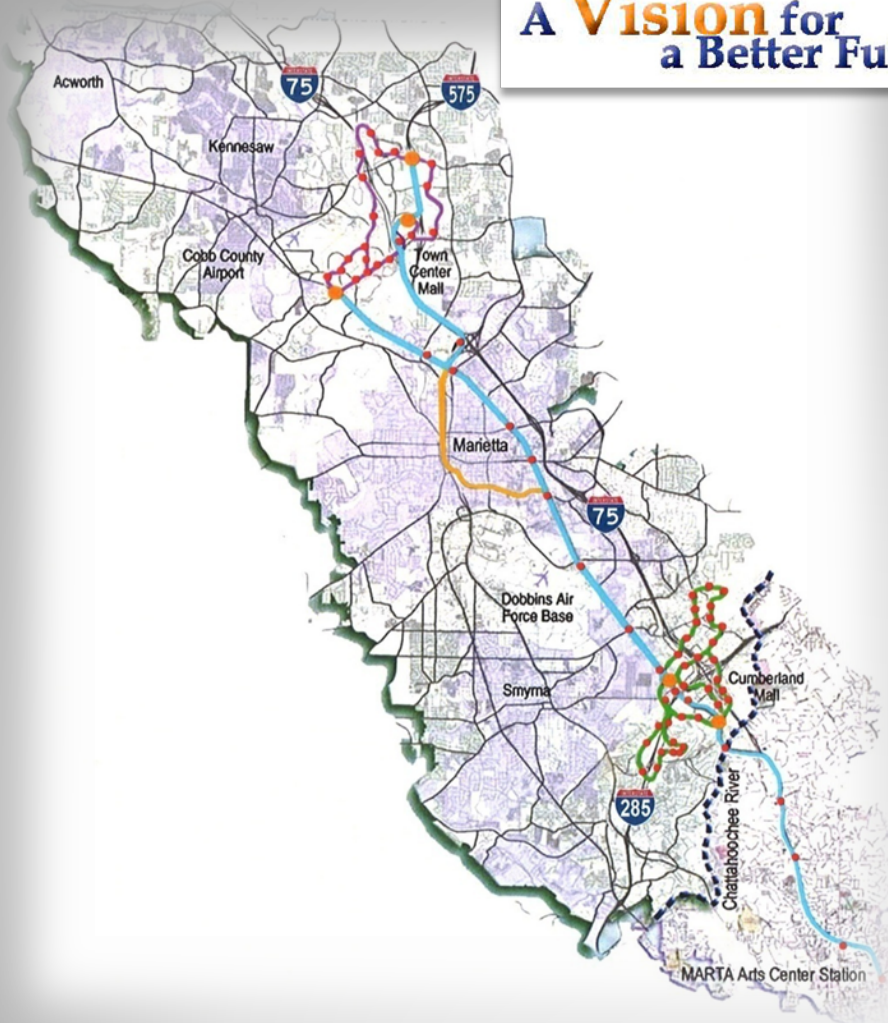 A Vision for
a Better Fu
Acworth
75
575
Kennesaw
Cobb County
Airport
Town
Center
Mall
Marietta
75
Dobbins Air
Force Base
Cumberland
Mall
Smyrna
285
Chattahoochee River
MARTA Arts Center Station